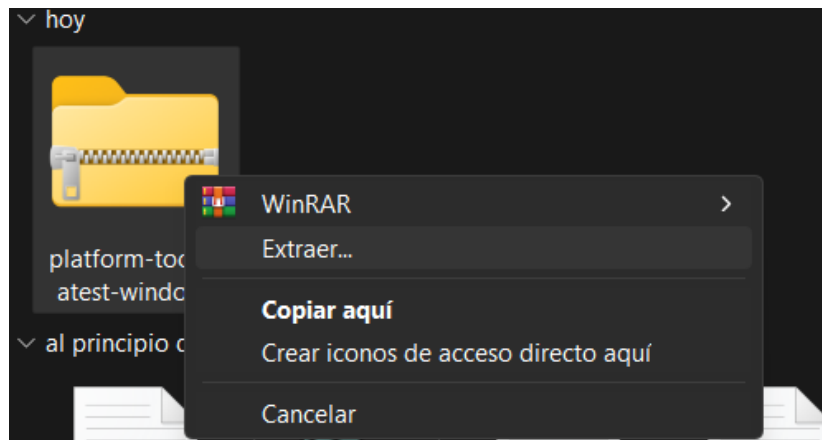 hoy
WinRAR
Extraer...
platform-too
atest-windo
Copiar aquí
al principio d
Crear iconos de acceso directo aquí
Cancelar